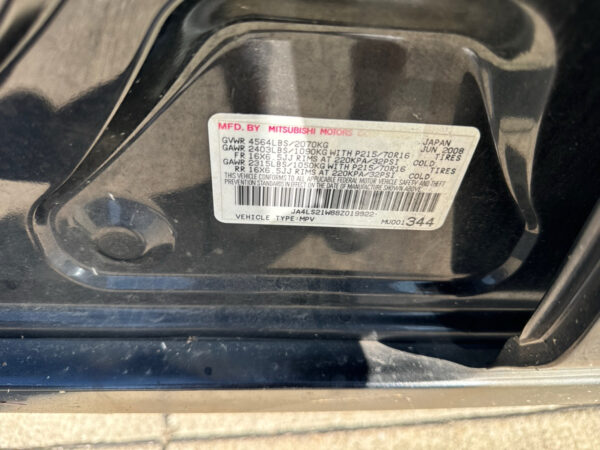 MFD. BY MITSUBISHI MOTORS JAPAN
GVWR 4564LBS/2070KG JUN 2008
GAWR 2403LBS/1090KG WITH P215/70R16 TIRES
FR 16X6.5JJ RIMS AT 220KPA/32PSI COLD
GAWR 2315LBS/1050KG WITH P215/70R16 TIRES
RR 16X6.5JJ RIMS AT 220KPA/32PSI COLD
THIS VEHICLE CONFORMS TO ALL APPLICABLE FEDERAL MOTOR VEHICLE SAFETY AND THEFT
PREVENTION STANDARDS IN EFFECT ON THE DATE OF MANUFACTURE SHOWN ABOVE.
JA4LS21W88Z019922
VEHICLE TYPE:MPV MU001344